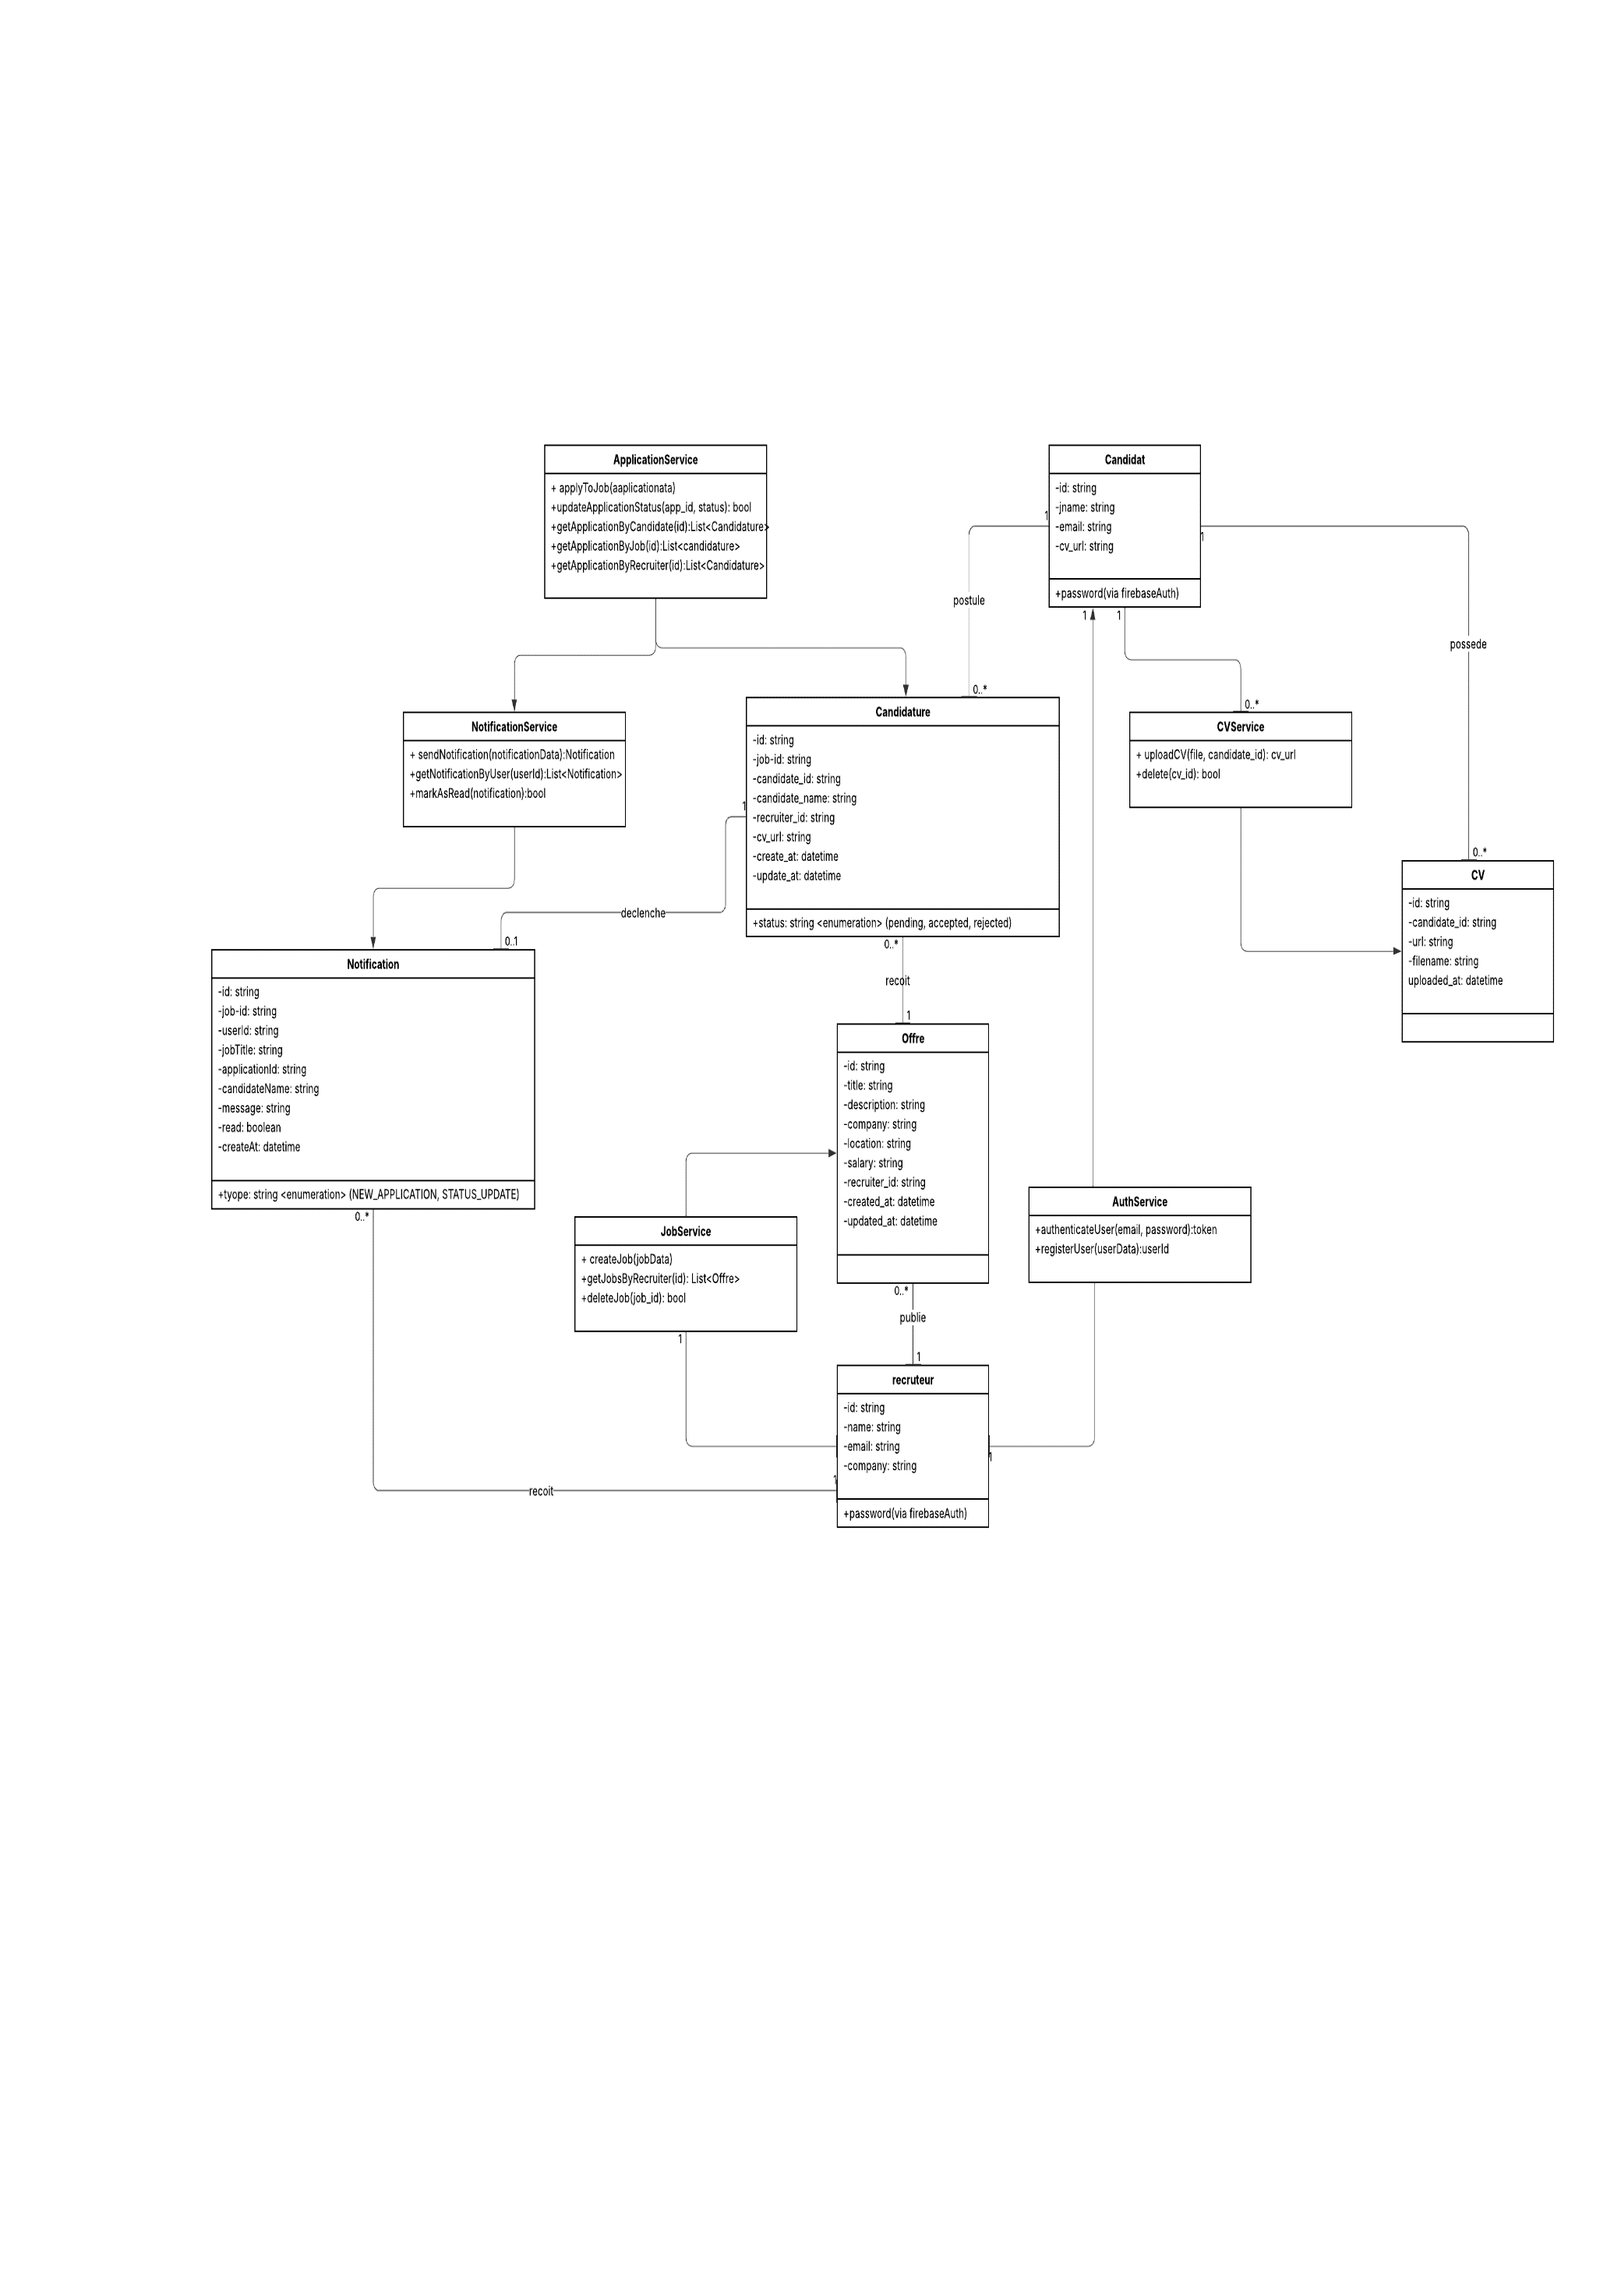 ApplicationService
+ applyToJob(aaplicationata)
+updateApplicationStatus(app_id, status): bool
+getApplicationByCandidate(id):List<Candidature>
+getApplicationByJob(id):List<candidature>
+getApplicationByRecruiter(id):List<Candidature>
Candidat
-id: string
-jname: string
-email: string
-cv_url: string
+password(via firebaseAuth)
1
1
1
1
postule
possede
0..*
0..*
NotificationService
+ sendNotification(notificationData):Notification
+getNotificationByUser(userId):List<Notification>
+markAsRead(notification):bool
Candidature
-id: string
-job-id: string
-candidate_id: string
-candidate_name: string
-recruiter_id: string
-cv_url: string
-create_at: datetime
-update_at: datetime
+status: string <enumeration> (pending, accepted, rejected)
1
CVService
+ uploadCV(file, candidate_id): cv_url
+delete(cv_id): bool
0..*
CV
-id: string
-candidate_id: string
-url: string
-filename: string
uploaded_at: datetime
declenche
0..1
0..*
recoit
1
Notification
-id: string
-job-id: string
-userId: string
-jobTitle: string
-applicationId: string
-candidateName: string
-message: string
-read: boolean
-createAt: datetime
+tyope: string <enumeration> (NEW_APPLICATION, STATUS_UPDATE)
0..*
Offre
-id: string
-title: string
-description: string
-company: string
-location: string
-salary: string
-recruiter_id: string
-created_at: datetime
-updated_at: datetime
0..*
publie
1
JobService
+ createJob(jobData)
+getJobsByRecruiter(id): List<Offre>
+deleteJob(job_id): bool
1
AuthService
+authenticateUser(email, password):token
+registerUser(userData):userId
recruteur
-id: string
-name: string
-email: string
-company: string
+password(via firebaseAuth)
1
1
recoit